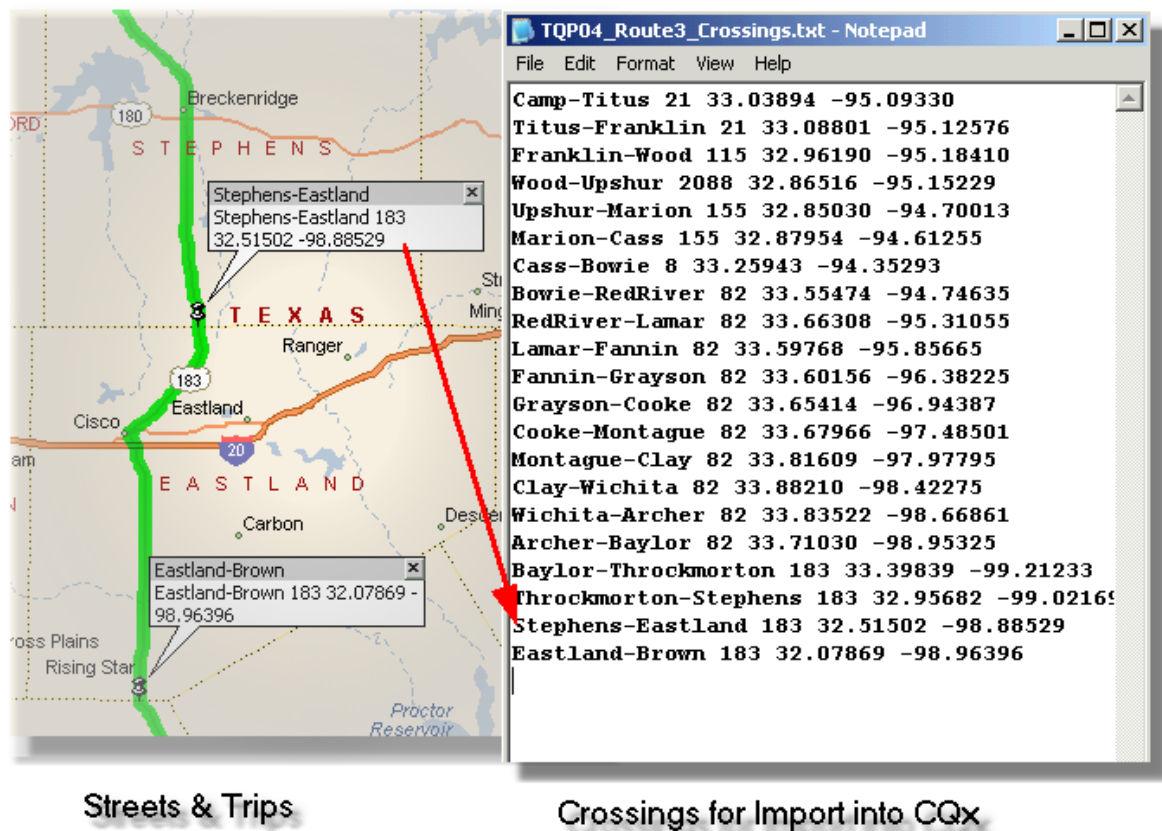 Breckenridge
180
STEPHENS
Stephens-Eastland
Stephens-Eastland 183
32.51502 -98.88529
TEXAS
Ranger
183
Eastland
Cisco
20
EASTLAND
Carbon
Eastland-Brown
Eastland-Brown 183 32.07869 -
98.96396
Rising Star
Proctor
Reservoir
Streets & Trips
TQP04_Route3_Crossings.txt - Notepad
File Edit Format View Help
Camp-Titus 21 33.03894 -95.09330
Titus-Franklin 21 33.08801 -95.12576
Franklin-Wood 115 32.96190 -95.18410
Wood-Upshur 2088 32.86516 -95.15229
Upshur-Marion 155 32.85030 -94.70013
Marion-Cass 155 32.87954 -94.61255
Cass-Bowie 8 33.25943 -94.35293
Bowie-RedRiver 82 33.55474 -94.74635
RedRiver-Lamar 82 33.66308 -95.31055
Lamar-Fannin 82 33.59768 -95.85665
Fannin-Grayson 82 33.60156 -96.38225
Grayson-Cooke 82 33.65414 -96.94387
Cooke-Montague 82 33.67966 -97.48501
Montague-Clay 82 33.81609 -97.97795
Clay-Wichita 82 33.88210 -98.42275
Wichita-Archer 82 33.83522 -98.66861
Archer-Baylor 82 33.71030 -98.95325
Baylor-Throckmorton 183 33.39839 -99.21233
Throckmorton-Stephens 183 32.95682 -99.02169
Stephens-Eastland 183 32.51502 -98.88529
Eastland-Brown 183 32.07869 -98.96396
Crossings for Import into CQx